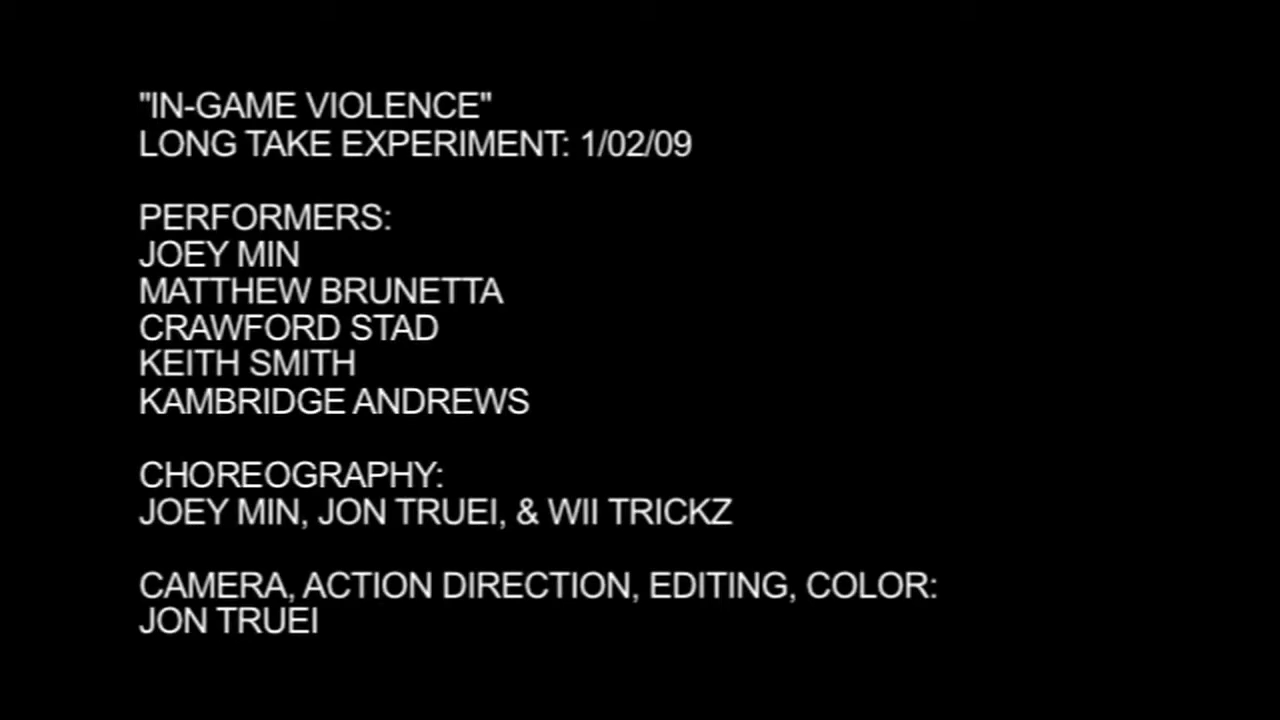 "IN-GAME VIOLENCE"
LONG TAKE EXPERIMENT: 1/02/09
PERFORMERS:
JOEY MIN
MATTHEW BRUNETTA
CRAWFORD STAD
KEITH SMITH
KAMBRIDGE ANDREWS
CHOREOGRAPHY:
JOEY MIN, JON TRUEI, & WII TRICKZ
CAMERA, ACTION DIRECTION, EDITING, COLOR:
JON TRUEI